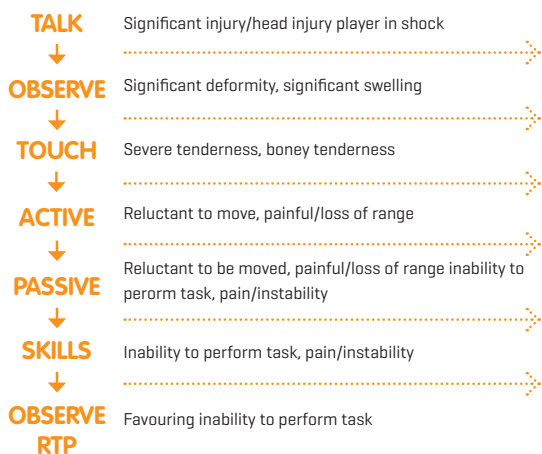 TALK
Significant injury/head injury player in shock
OBSERVE
Significant deformity, significant swelling
TOUCH
Severe tenderness, boney tenderness
ACTIVE
Reluctant to move, painful/loss of range
PASSIVE
Reluctant to be moved, painful/loss of range inability to
perorm task, pain/instability
SKILLS
Inability to perform task, pain/instability
OBSERVE
RTP
Favouring inability to perform task